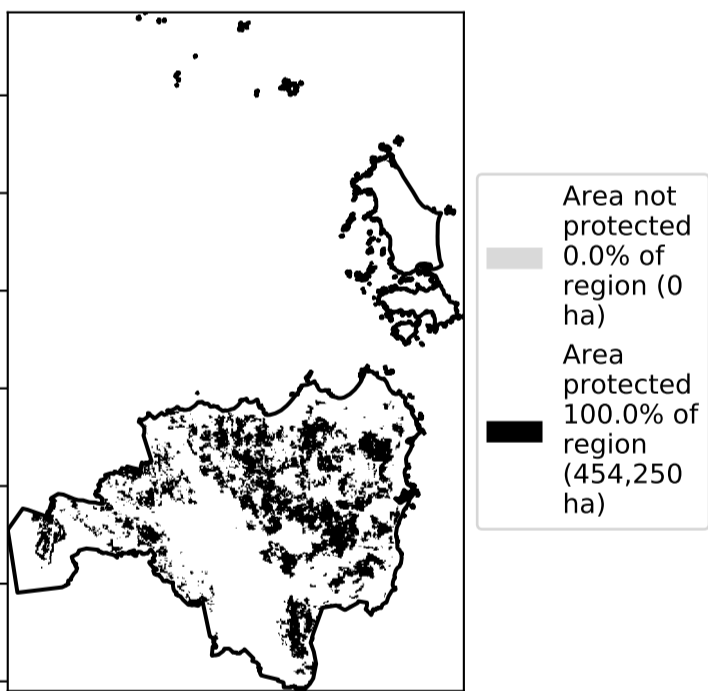 Area not
protected
0.0% of
region (0
ha)
Area
protected
100.0% of
region
(454,250
ha)